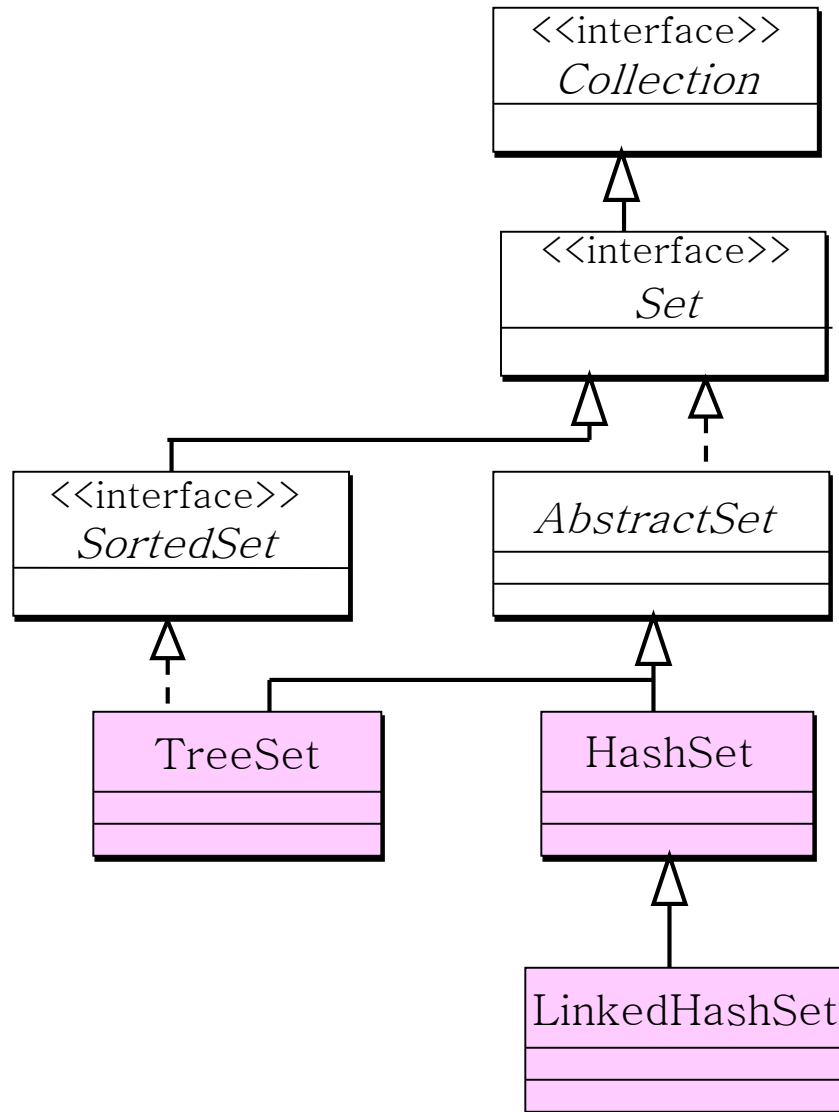 <<interface>>
Collection
<<interface>>
Set
<<interface>>
SortedSet
AbstractSet
TreeSet
HashSet
LinkedHashSet